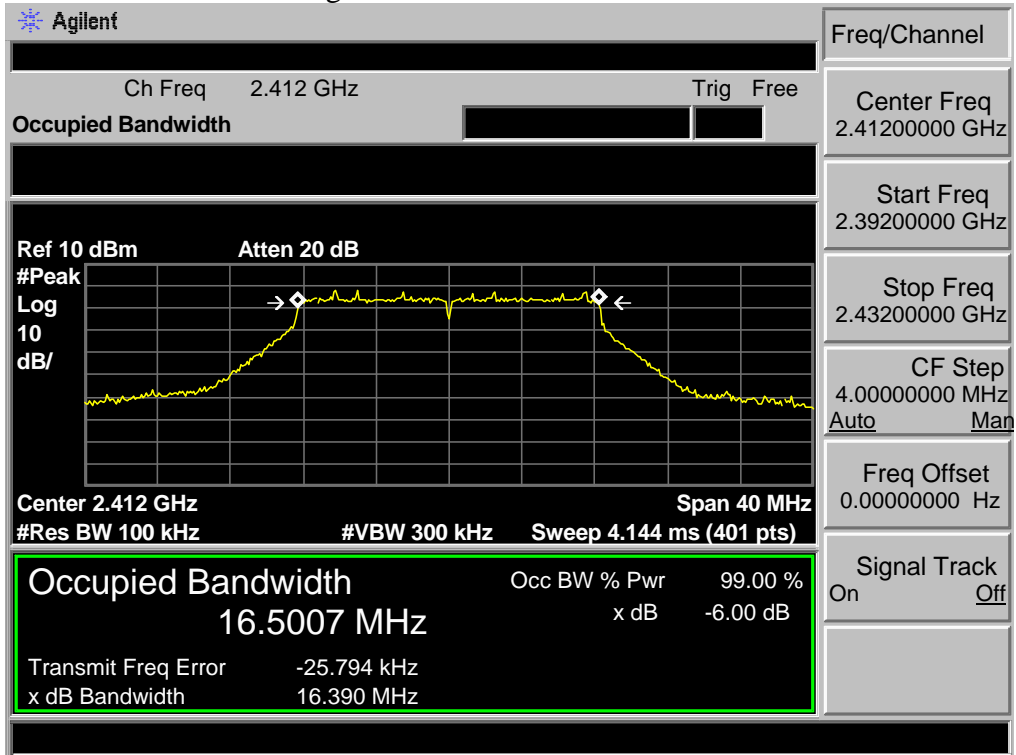 Agilent
Freq/Channel
Ch Freq 2.412 GHz Trig Free
Occupied Bandwidth
Center Freq
2.41200000 GHz
Start Freq
2.39200000 GHz
Ref 10 dBm Atten 20 dB
#Peak
Log
10
dB/
Stop Freq
2.43200000 GHz
CF Step
4.00000000 MHz
Auto Man
Freq Offset
0.00000000 Hz
Center 2.412 GHz Span 40 MHz
#Res BW 100 kHz #VBW 300 kHz Sweep 4.144 ms (401 pts)
Signal Track
On Off
Occupied Bandwidth Occ BW % Pwr 99.00 %
16.5007 MHz x dB -6.00 dB
Transmit Freq Error -25.794 kHz
x dB Bandwidth 16.390 MHz